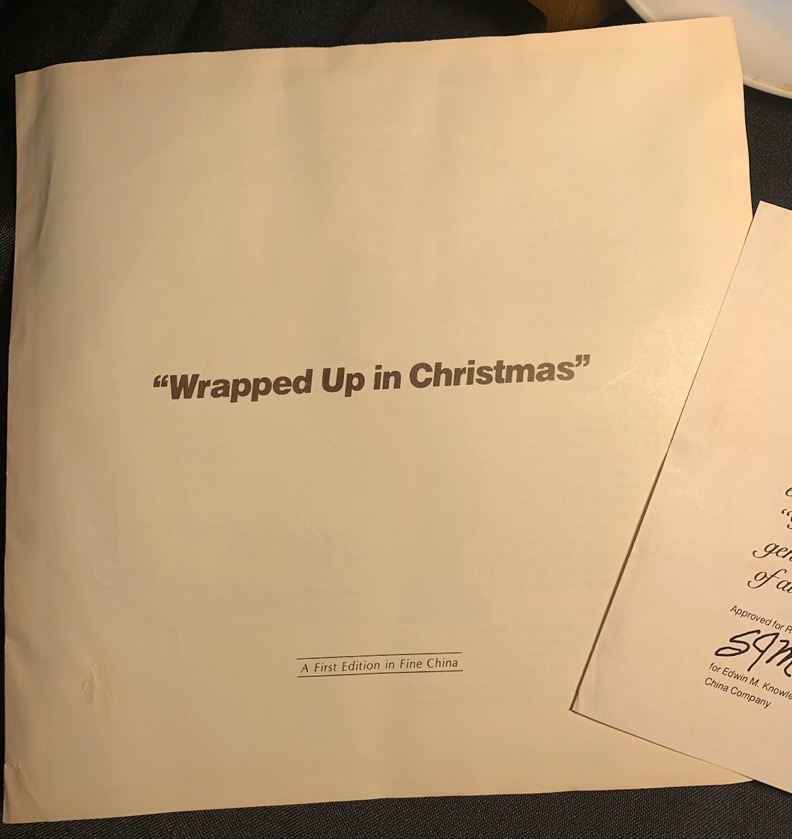 “Wrapped Up in Christmas”
A First Edition in Fine China
Approved for
for Edwin M.
China Company